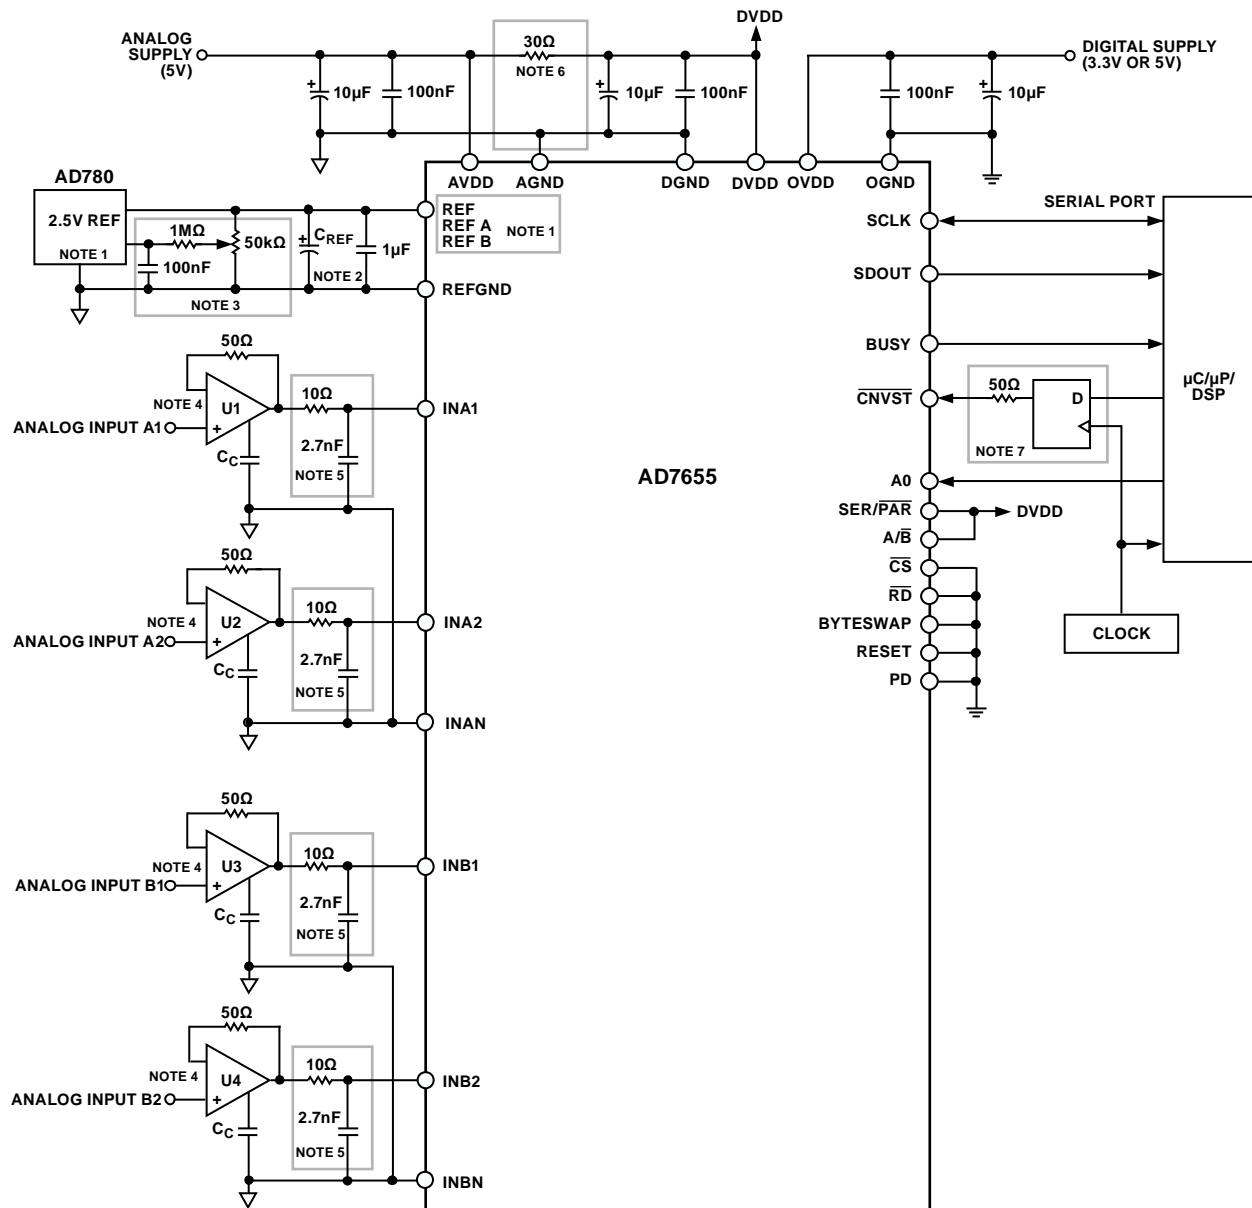 DVDD
ANALOG
SUPPLY
(5V)
30Ω
NOTE 6
DIGITAL SUPPLY
(3.3V OR 5V)
+
10µF
100nF
+
10µF
100nF
100nF
+
10µF
AVDD
AGND
DGND
DVDD
OVDD
OGND
AD780
2.5V REF
NOTE 1
1MΩ
50kΩ
100nF
NOTE 3
+
CREF
NOTE 2
1µF
REF
REF A
REF B
NOTE 1
REFGND
SERIAL PORT
SCLK
SDOUT
BUSY
CNVST
50Ω
D
NOTE 7
µC/µP/
DSP
A0
SER/PAR
DVDD
A/B
CS
RD
BYTESWAP
RESET
PD
CLOCK
AD7655
50Ω
NOTE 4
U1
+
ANALOG INPUT A1
CC
10Ω
2.7nF
NOTE 5
INA1
50Ω
NOTE 4
U2
+
ANALOG INPUT A2
CC
10Ω
2.7nF
NOTE 5
INA2
INAN
50Ω
NOTE 4
U3
+
ANALOG INPUT B1
CC
10Ω
2.7nF
NOTE 5
INB1
50Ω
NOTE 4
U4
+
ANALOG INPUT B2
CC
10Ω
2.7nF
NOTE 5
INB2
INBN